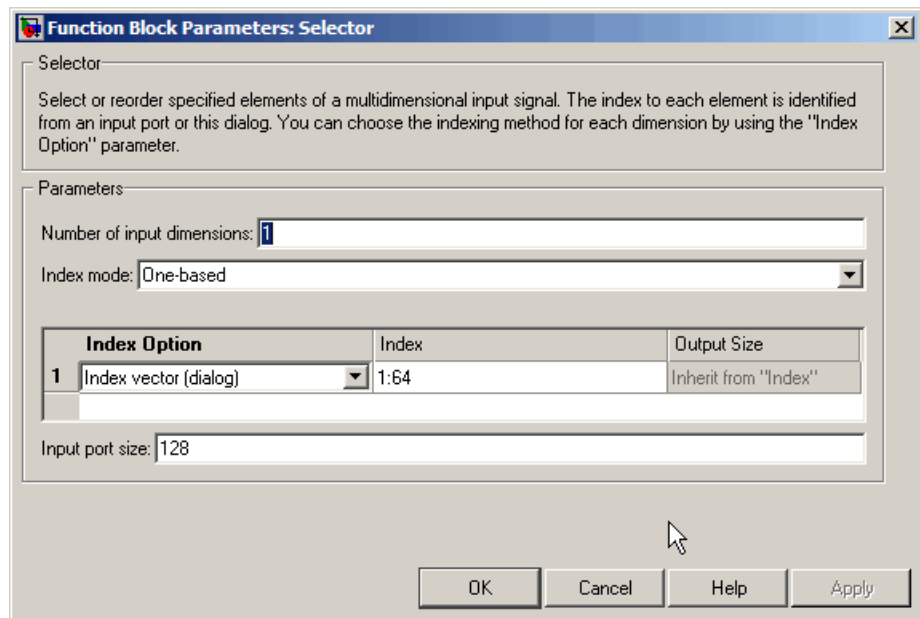 Function Block Parameters: Selector
Selector
Select or reorder specified elements of a multidimensional input signal. The index to each element is identified
from an input port or this dialog. You can choose the indexing method for each dimension by using the "Index
Option" parameter.
Parameters
Number of input dimensions: 1
Index mode: One-based
Index Option Index Output Size
1 Index vector (dialog) 1:64 Inherit from "Index"
Input port size: 128
OK Cancel Help Apply